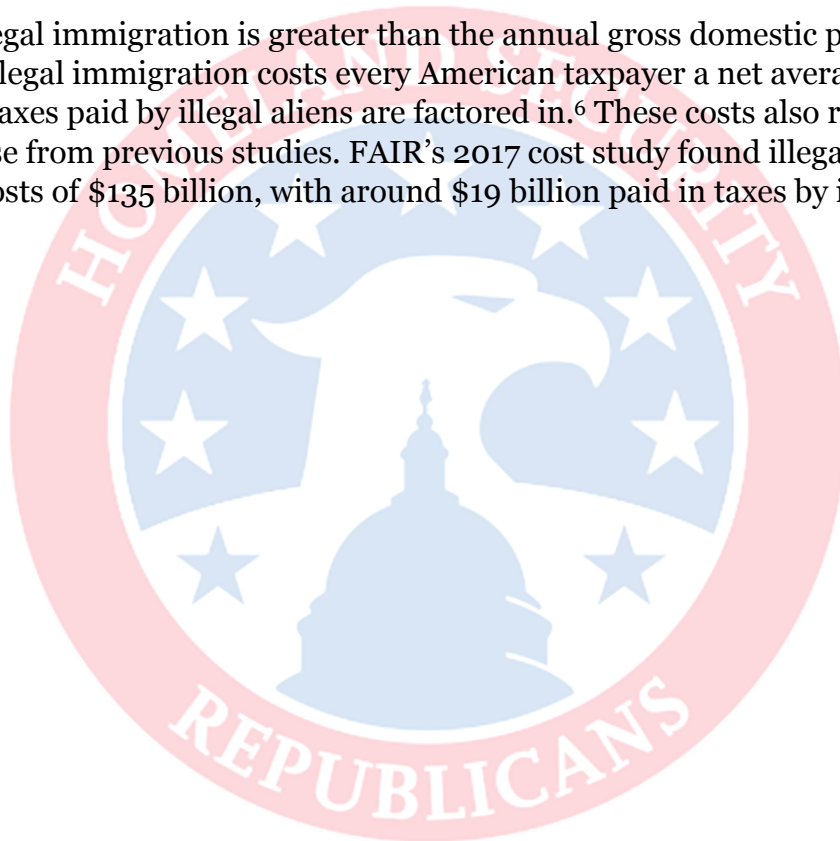 egal immigration is greater than the annual gross domestic p
llegal immigration costs every American taxpayer a net avera
axes paid by illegal aliens are factored in.⁶ These costs also r
se from previous studies. FAIR’s 2017 cost study found illega
osts of $135 billion, with around $19 billion paid in taxes by i
HOMELAND SECURITY
REPUBLICANS